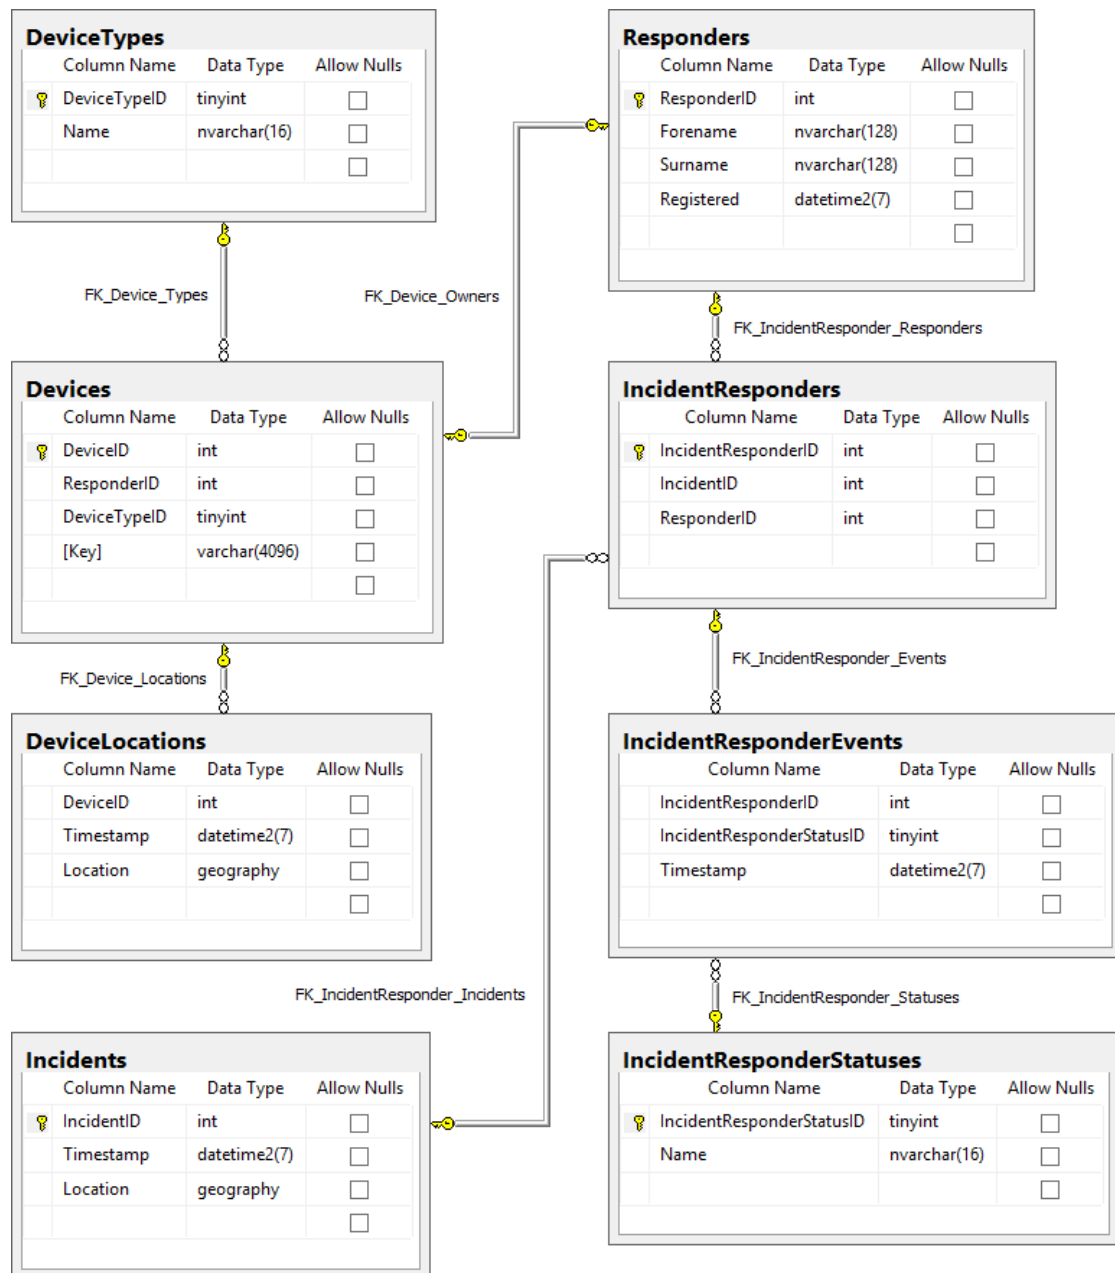 DeviceTypes
Column Name Data Type Allow Nulls
DeviceTypeID tinyint
Name nvarchar(16)
Responders
Column Name Data Type Allow Nulls
ResponderID int
Forename nvarchar(128)
Surname nvarchar(128)
Registered datetime2(7)
FK_Device_Types
FK_Device_Owners
FK_IncidentResponder_Responders
Devices
Column Name Data Type Allow Nulls
DeviceID int
ResponderID int
DeviceTypeID tinyint
[Key] varchar(4096)
IncidentResponders
Column Name Data Type Allow Nulls
IncidentResponderID int
IncidentID int
ResponderID int
FK_Device_Locations
FK_IncidentResponder_Events
DeviceLocations
Column Name Data Type Allow Nulls
DeviceID int
Timestamp datetime2(7)
Location geography
IncidentResponderEvents
Column Name Data Type Allow Nulls
IncidentResponderID int
IncidentResponderStatusID tinyint
Timestamp datetime2(7)
FK_IncidentResponder_Incidents
FK_IncidentResponder_Statuses
Incidents
Column Name Data Type Allow Nulls
IncidentID int
Timestamp datetime2(7)
Location geography
IncidentResponderStatuses
Column Name Data Type Allow Nulls
IncidentResponderStatusID tinyint
Name nvarchar(16)